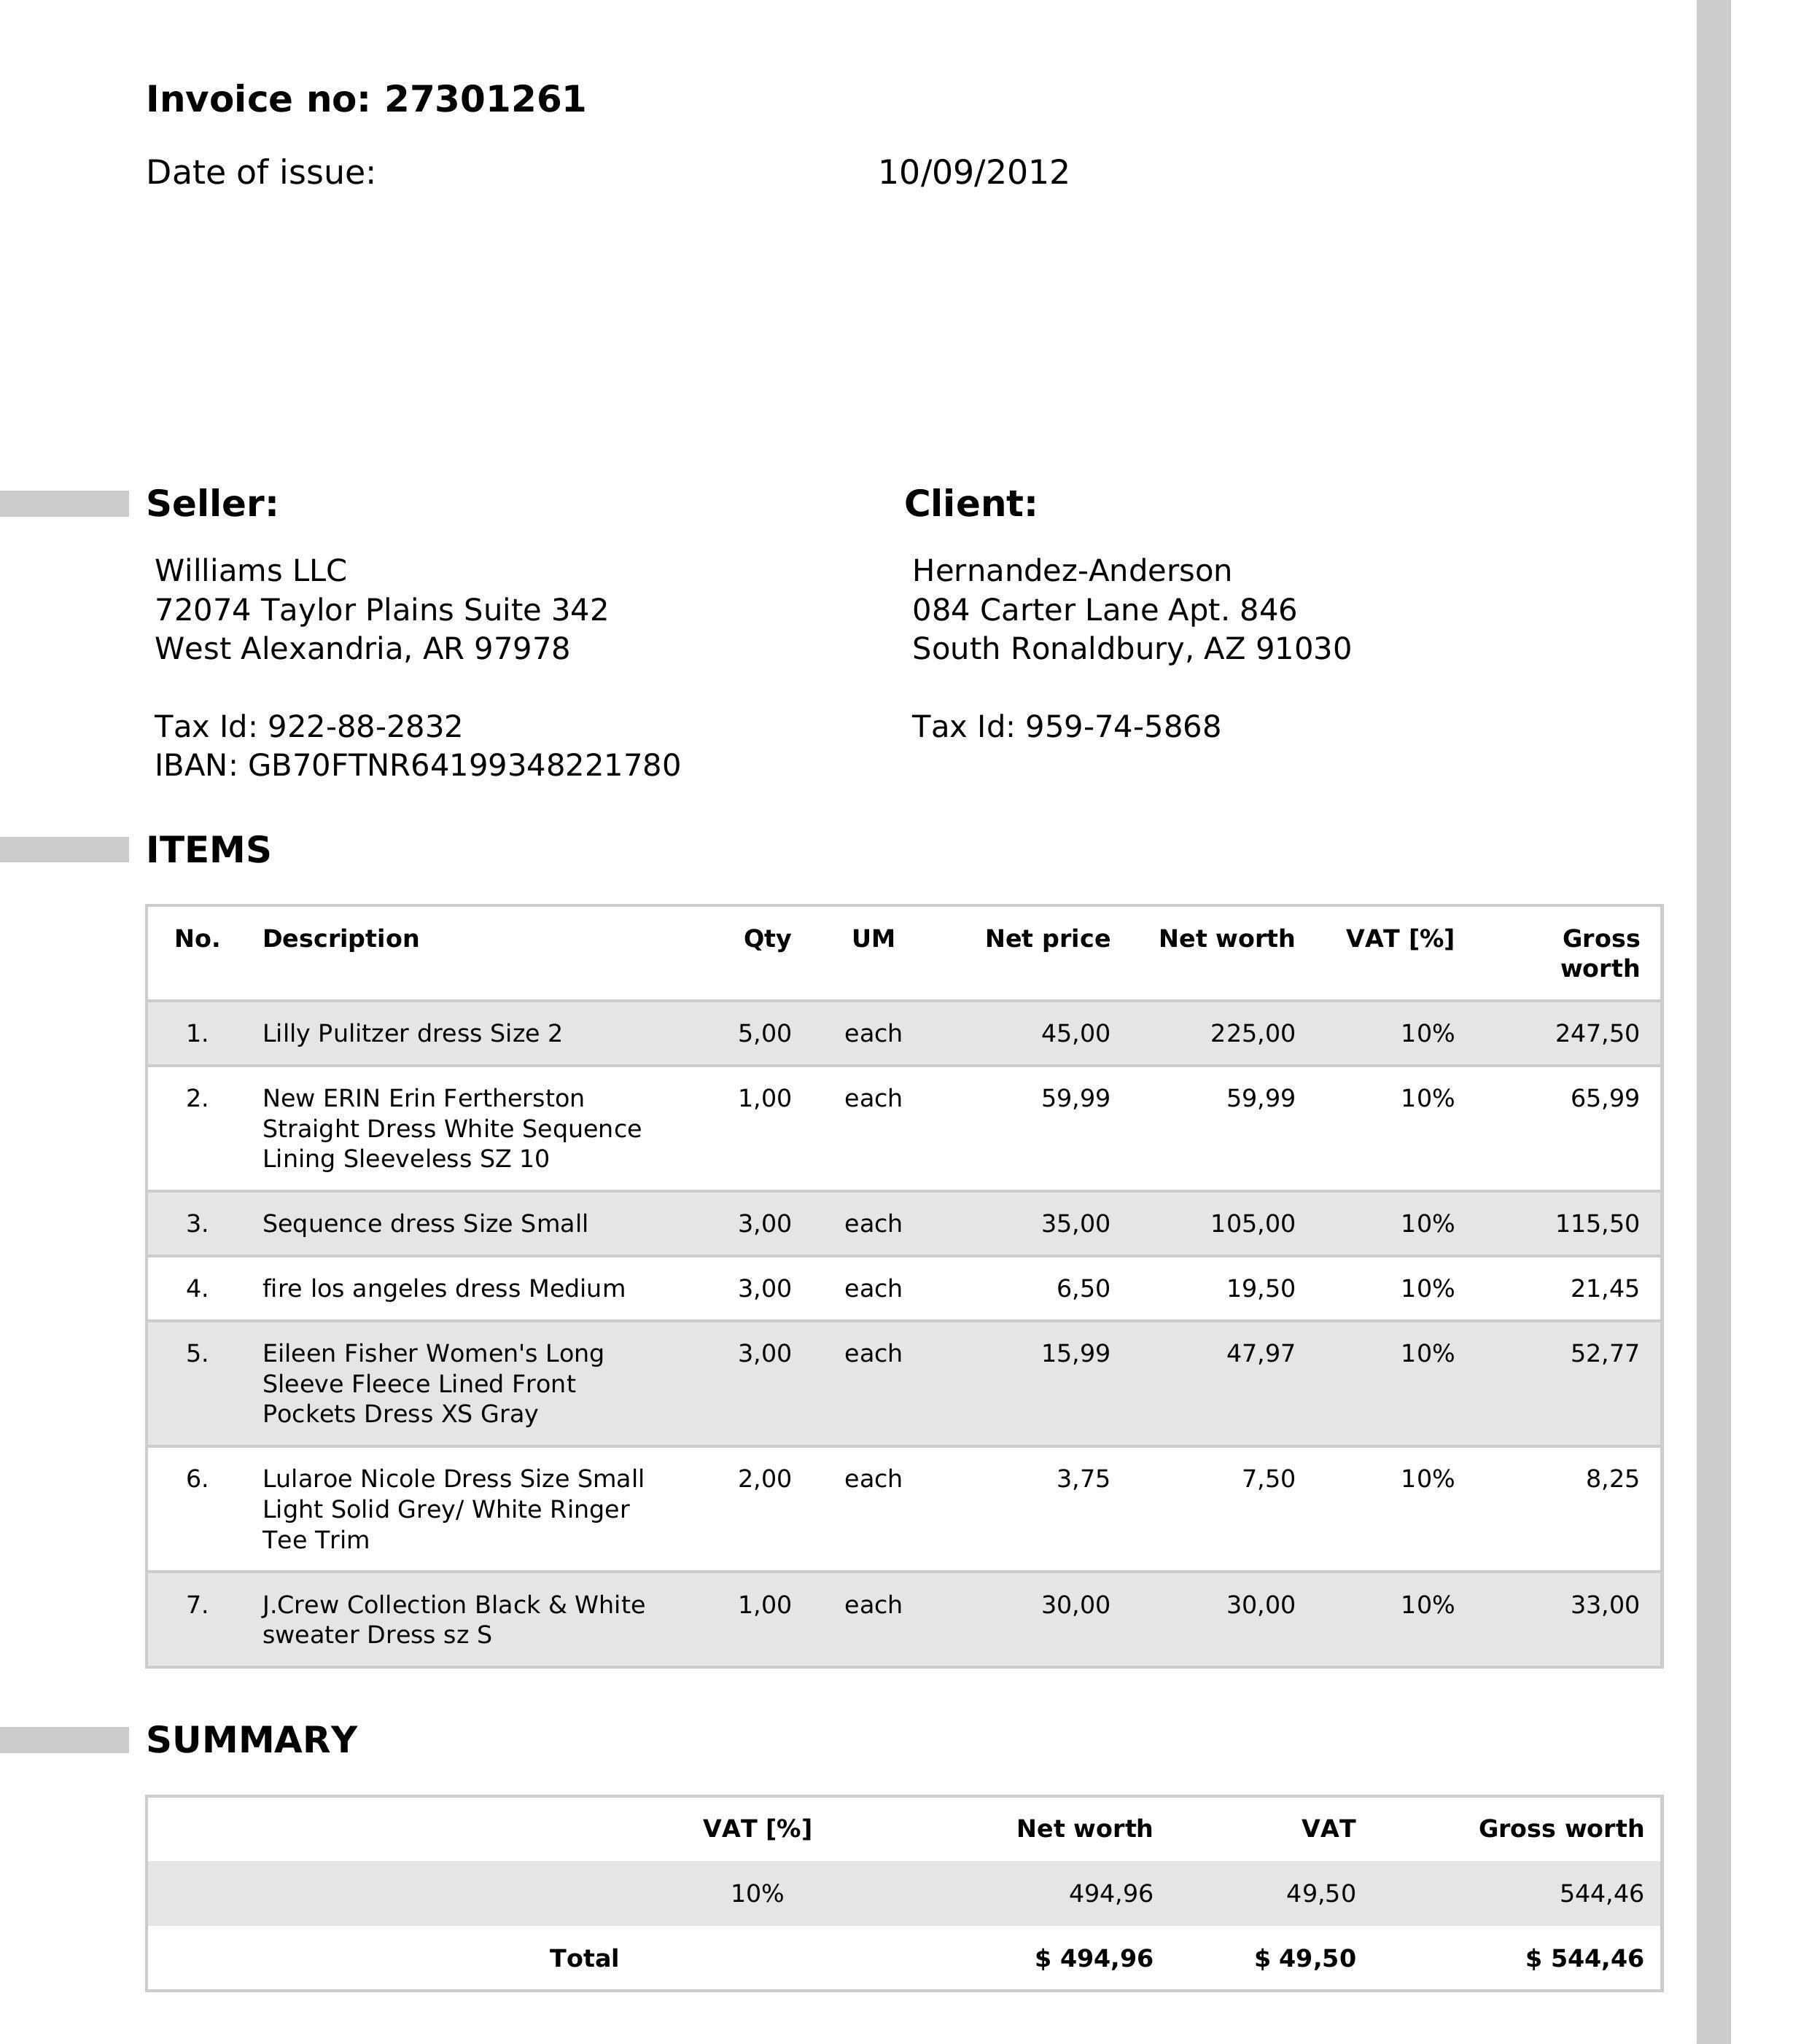 Invoice no: 27301261
Date of issue: 10/09/2012
Seller:
Williams LLC
72074 Taylor Plains Suite 342
West Alexandria, AR 97978
Tax Id: 922-88-2832
IBAN: GB70FTNR64199348221780
Client:
Hernandez-Anderson
084 Carter Lane Apt. 846
South Ronaldbury, AZ 91030
Tax Id: 959-74-5868
ITEMS
No. Description Qty UM Net price Net worth VAT [%] Gross
worth
1. Lilly Pulitzer dress Size 2 5,00 each 45,00 225,00 10% 247,50
2. New ERIN Erin Fertherston 1,00 each 59,99 59,99 10% 65,99
Straight Dress White Sequence
Lining Sleeveless SZ 10
3. Sequence dress Size Small 3,00 each 35,00 105,00 10% 115,50
4. fire los angeles dress Medium 3,00 each 6,50 19,50 10% 21,45
5. Eileen Fisher Women's Long 3,00 each 15,99 47,97 10% 52,77
Sleeve Fleece Lined Front
Pockets Dress XS Gray
6. Lularoe Nicole Dress Size Small 2,00 each 3,75 7,50 10% 8,25
Light Solid Grey/ White Ringer
Tee Trim
7. J.Crew Collection Black & White 1,00 each 30,00 30,00 10% 33,00
sweater Dress sz S
SUMMARY
VAT [%] Net worth VAT Gross worth
10% 494,96 49,50 544,46
Total $ 494,96 $ 49,50 $ 544,46